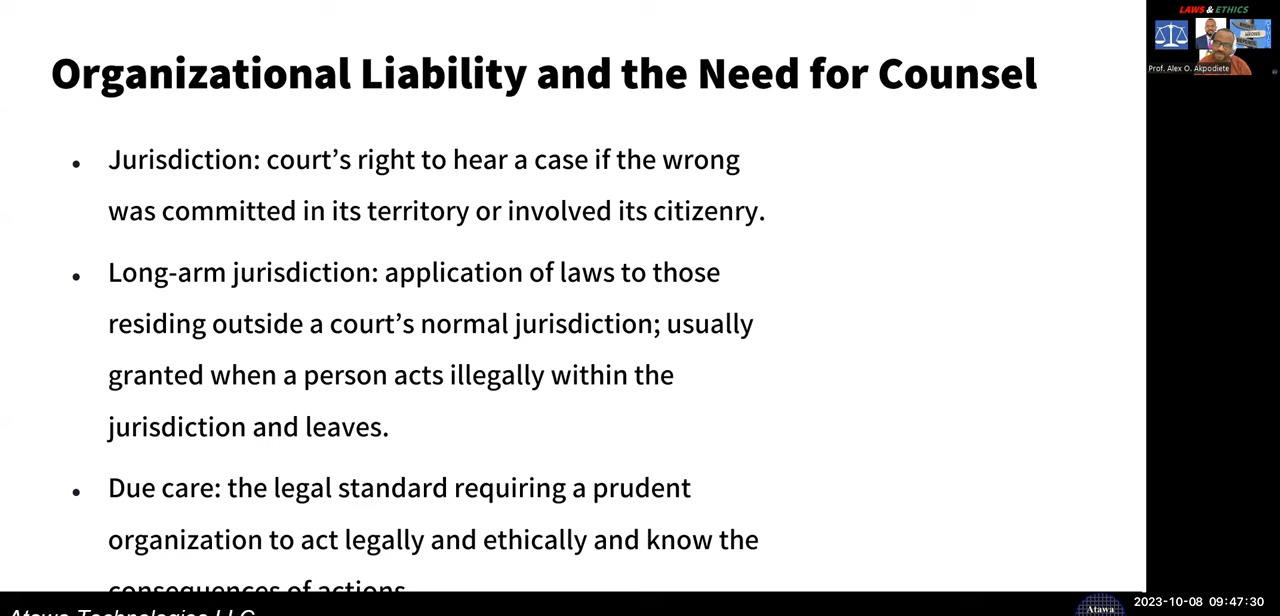 Organizational Liability and the Need for Counsel
• Jurisdiction: court’s right to hear a case if the wrong
was committed in its territory or involved its citizenry.
• Long-arm jurisdiction: application of laws to those
residing outside a court’s normal jurisdiction; usually
granted when a person acts illegally within the
jurisdiction and leaves.
• Due care: the legal standard requiring a prudent
organization to act legally and ethically and know the
consequences of actions.
LAWS & ETHICS
WRONG
Prof. Alex O. Akpodiete
Atawa Technologies LLC
Atawa
2023-10-08 09:47:30